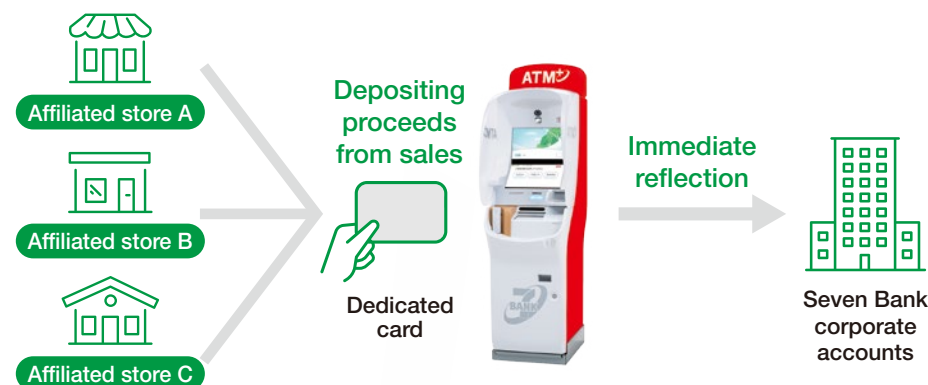 Affiliated store A
Affiliated store B
Affiliated store C
Depositing
proceeds
from sales
Dedicated
card
ATM+
BANK
Immediate
reflection
Seven Bank
corporate
accounts